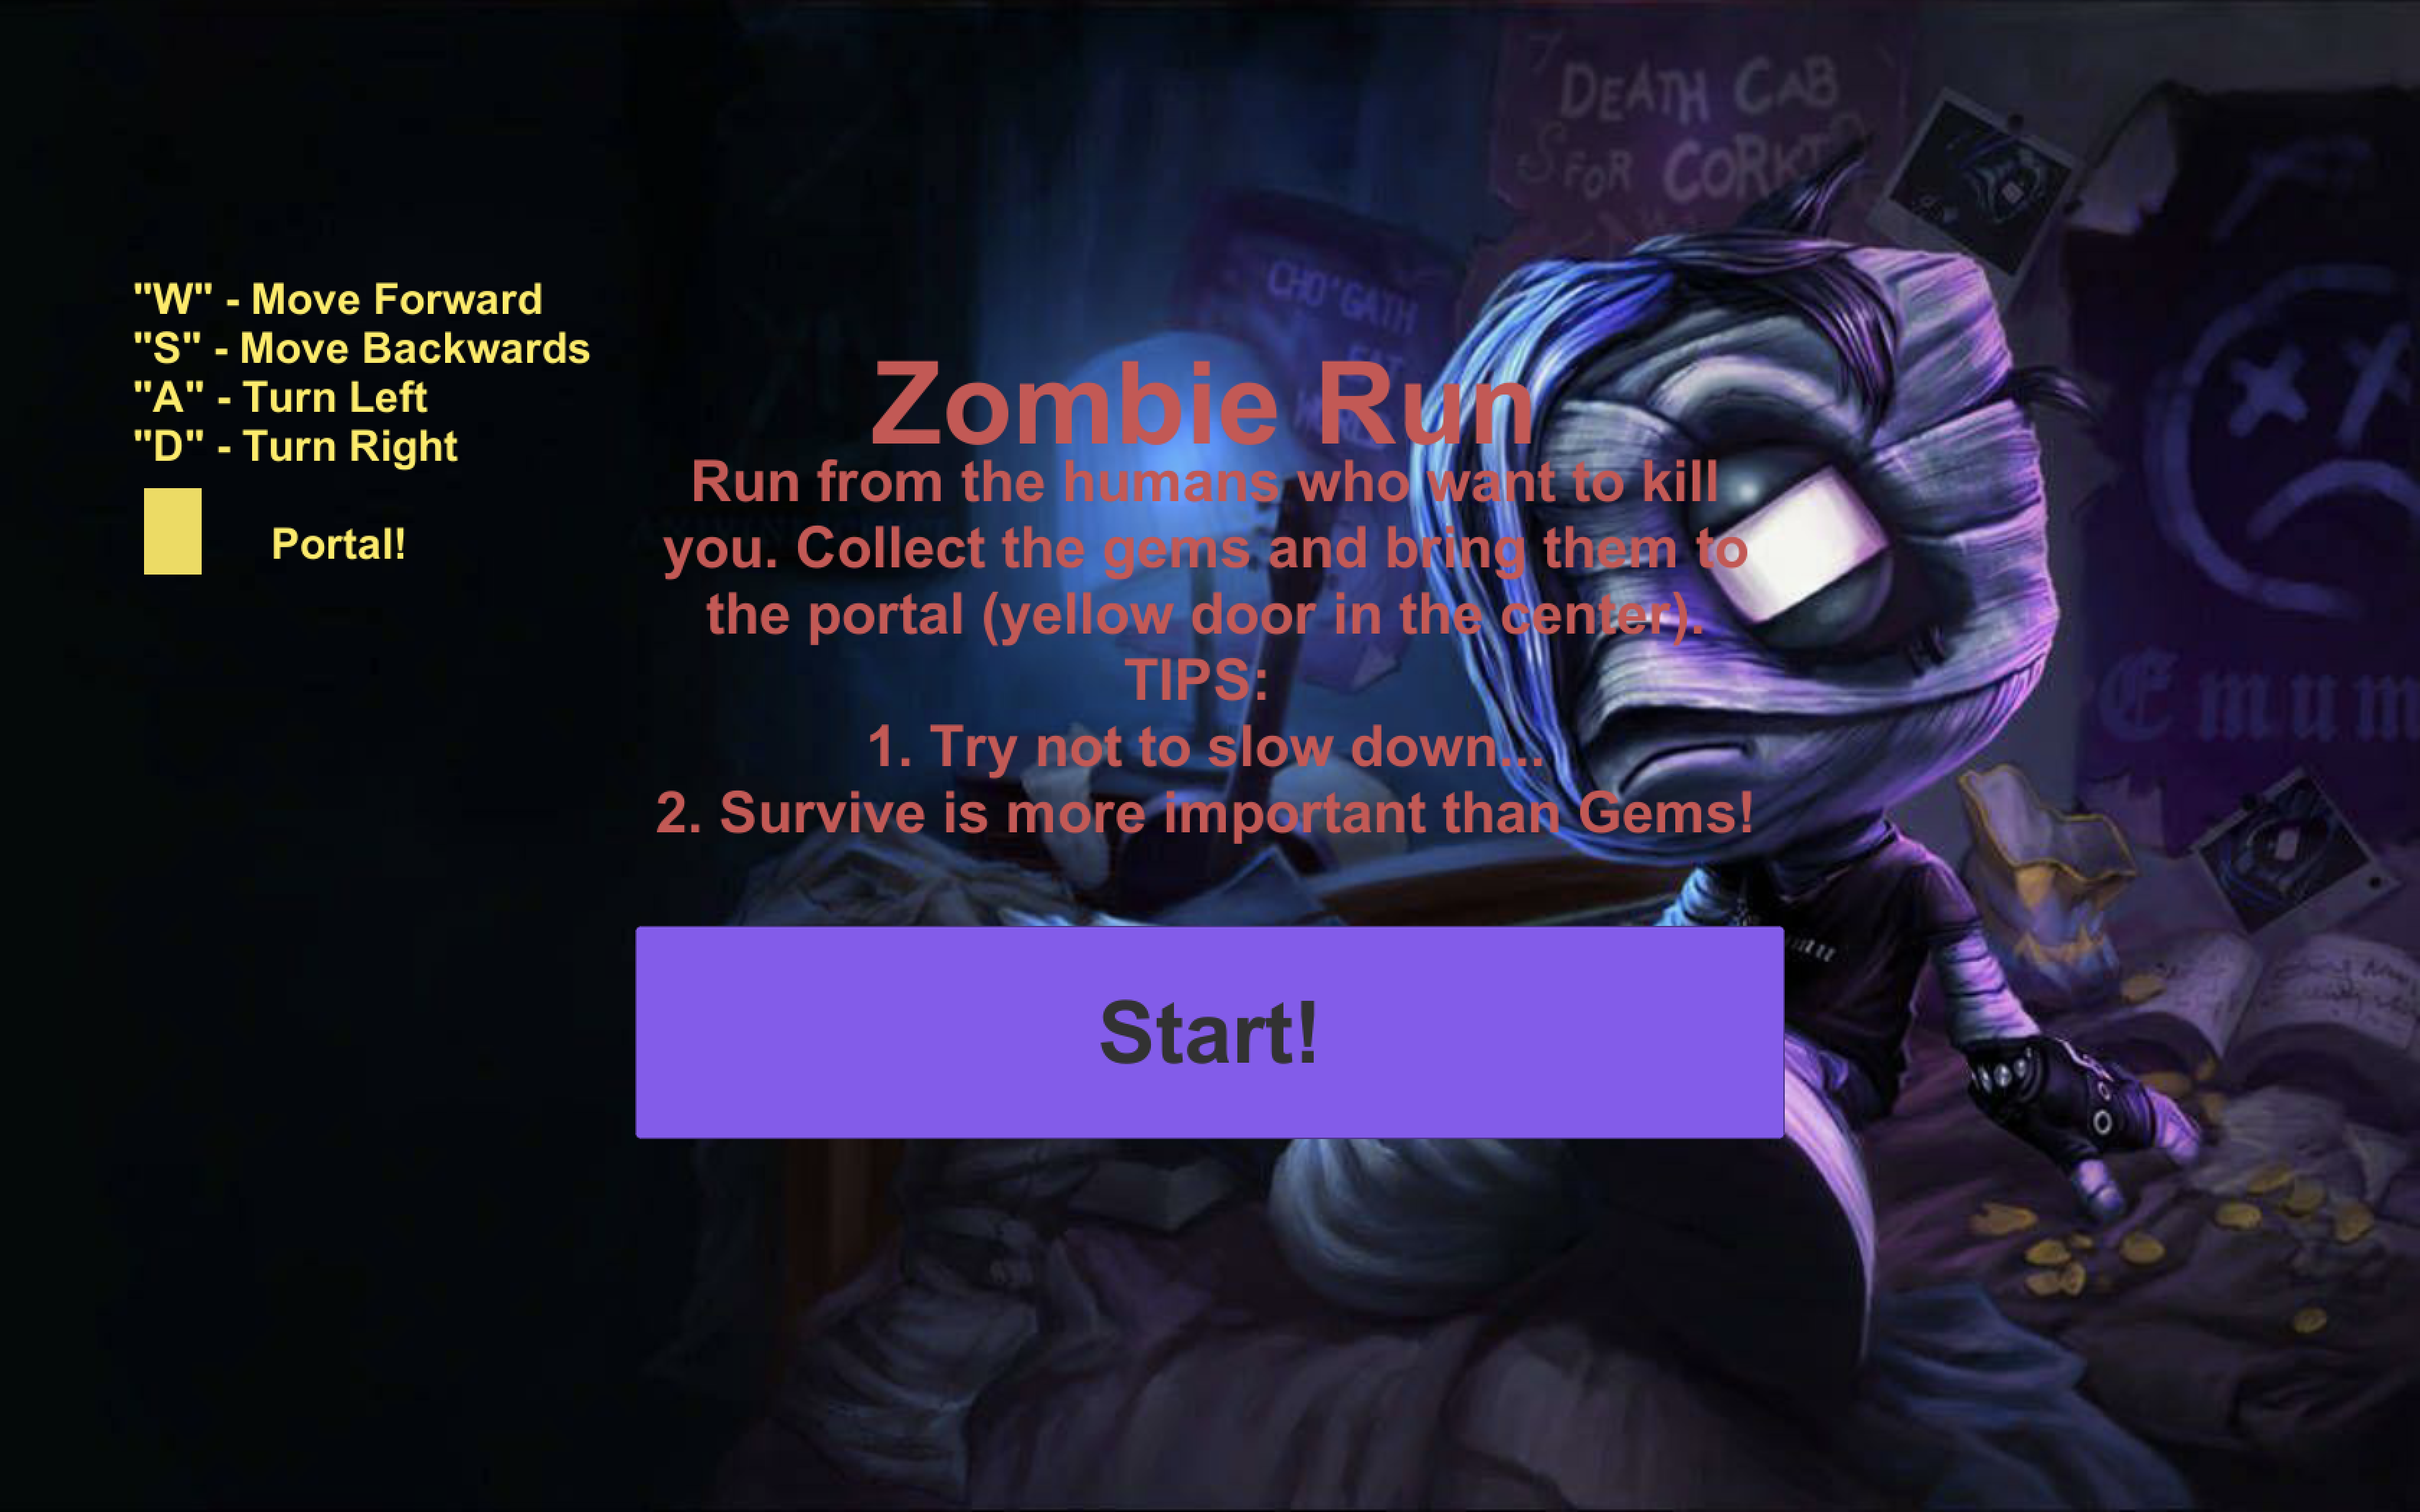 DEATH CAB
FOR CORKI
CHO'GATH
EAT
"W" - Move Forward
"S" - Move Backwards
"A" - Turn Left
"D" - Turn Right
Portal!
Zombie Run
Run from the humans who want to kill
you. Collect the gems and bring them to
the portal (yellow door in the center).
TIPS:
1. Try not to slow down...
2. Survive is more important than Gems!
Emum
Start!